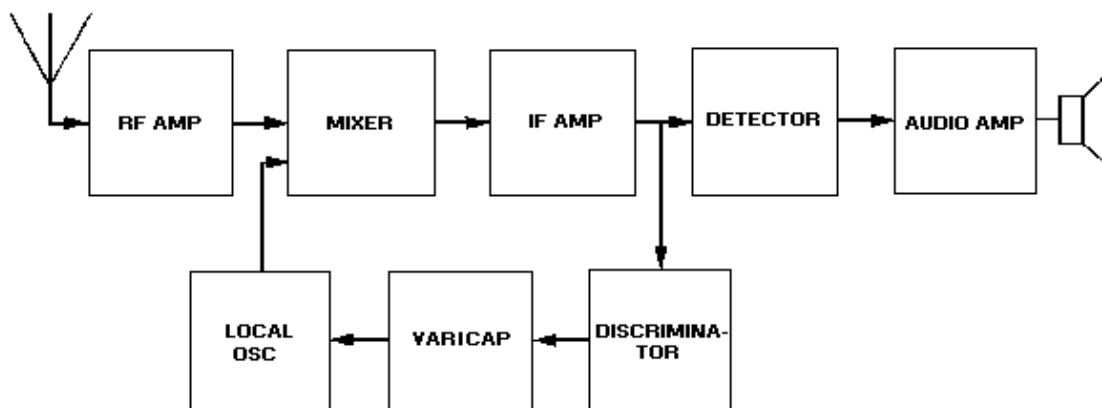 RF AMP
MIXER
IF AMP
DETECTOR
AUDIO AMP
LOCAL
OSC
VARICAP
DISCRIMINA-
TOR